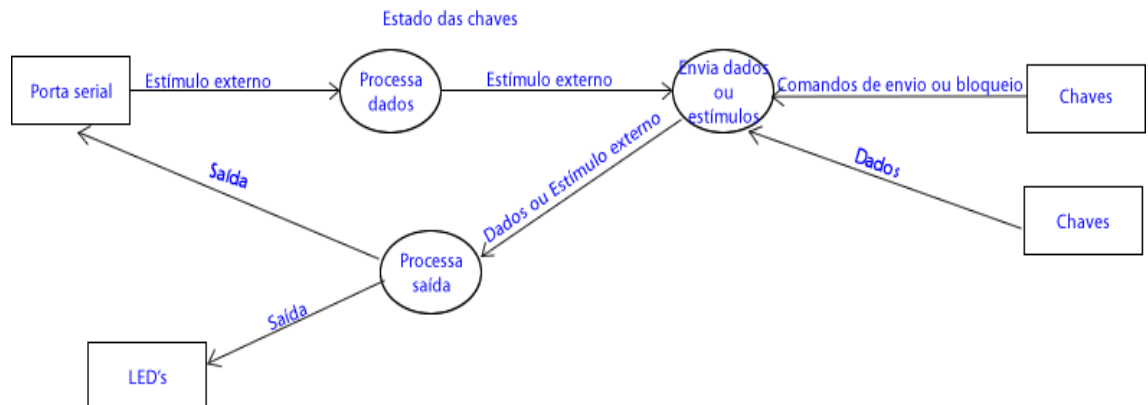 Estado das chaves
Porta serial
Estímulo externo
Processa
dados
Estímulo externo
Envia dados
ou
estímulos
Comandos de envio ou bloqueio
Chaves
Dados
Chaves
Dados ou Estímulo externo
Saída
Processa
saída
Saída
LED's